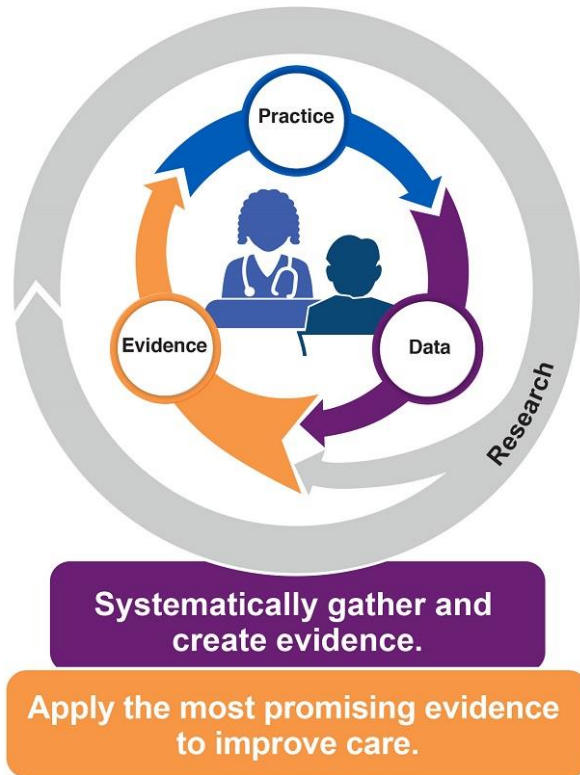 Practice
Evidence
Data
Research
Systematically gather and
create evidence.
Apply the most promising evidence
to improve care.